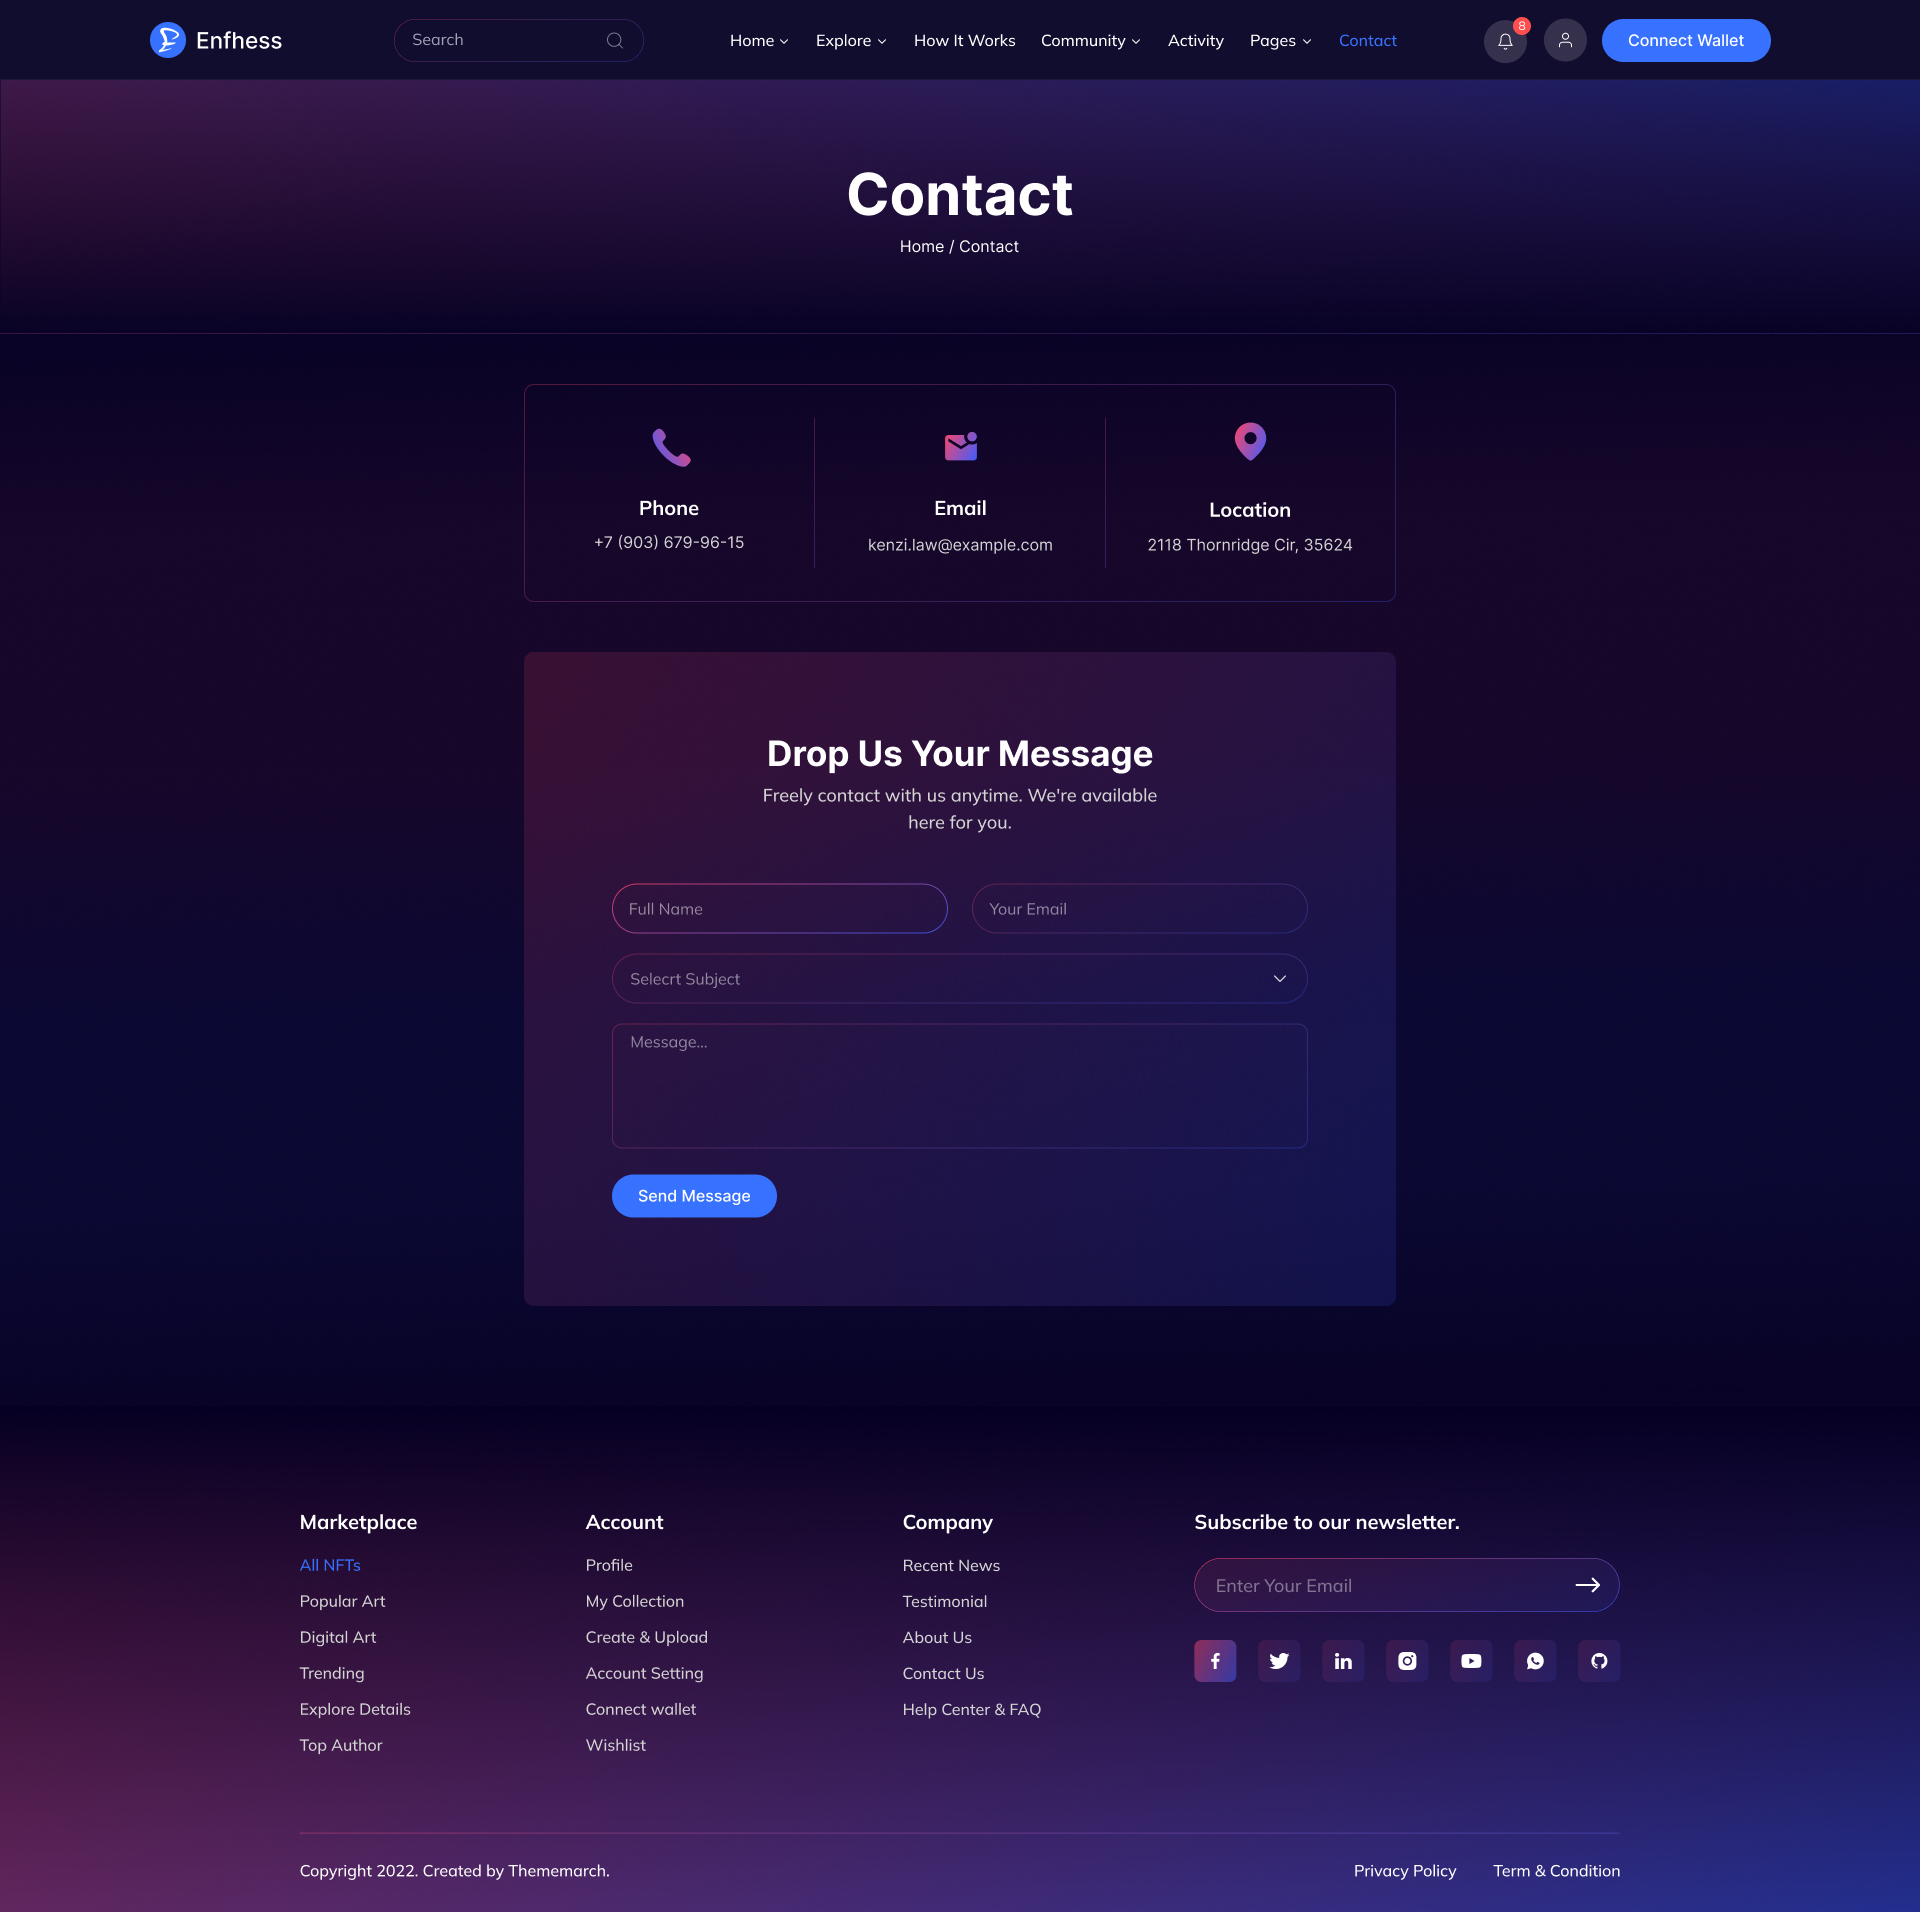 Enfhess
Search
Home
Explore
How It Works
Community
Activity
Pages
Contact
8
Connect Wallet
Contact
Home / Contact
Phone
+7 (903) 679-96-15
Email
kenzi.law@example.com
Location
2118 Thornridge Cir, 35624
Drop Us Your Message
Freely contact with us anytime. We're available
here for you.
Full Name
Your Email
Selecrt Subject
Message...
Send Message
Marketplace
All NFTs
Popular Art
Digital Art
Trending
Explore Details
Top Author
Account
Profile
My Collection
Create & Upload
Account Setting
Connect wallet
Wishlist
Company
Recent News
Testimonial
About Us
Contact Us
Help Center & FAQ
Subscribe to our newsletter.
Enter Your Email
Copyright 2022. Created by Thememarch.
Privacy Policy
Term & Condition